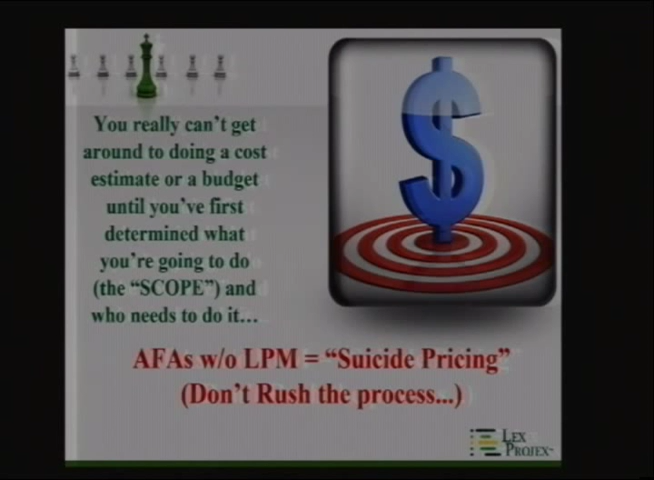 You really can't get
around to doing a cost
estimate or a budget
until you've first
determined what
you're going to do
(the "SCOPE") and
who needs to do it...
AFAs w/o LPM = "Suicide Pricing"
(Don't Rush the process...)
LEX
PROJEX